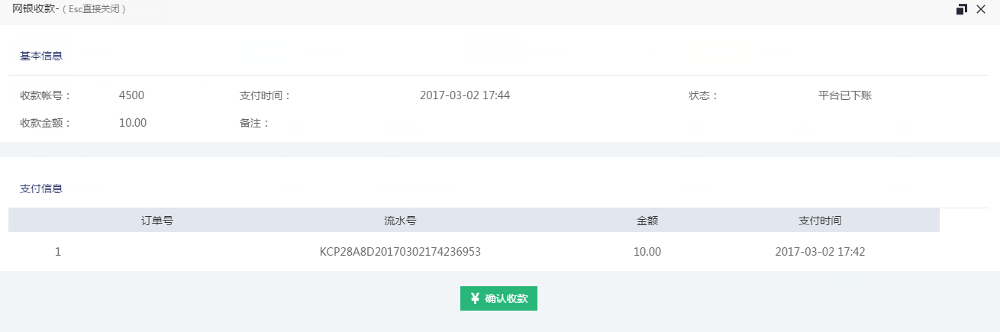 网银收款-（Esc直接关闭）
基本信息
收款帐号： 4500 支付时间： 2017-03-02 17:44 状态： 平台已下账
收款金额： 10.00 备注：
支付信息
订单号 流水号 金额 支付时间
1 KCP28A8D20170302174236953 10.00 2017-03-02 17:42
¥ 确认收款